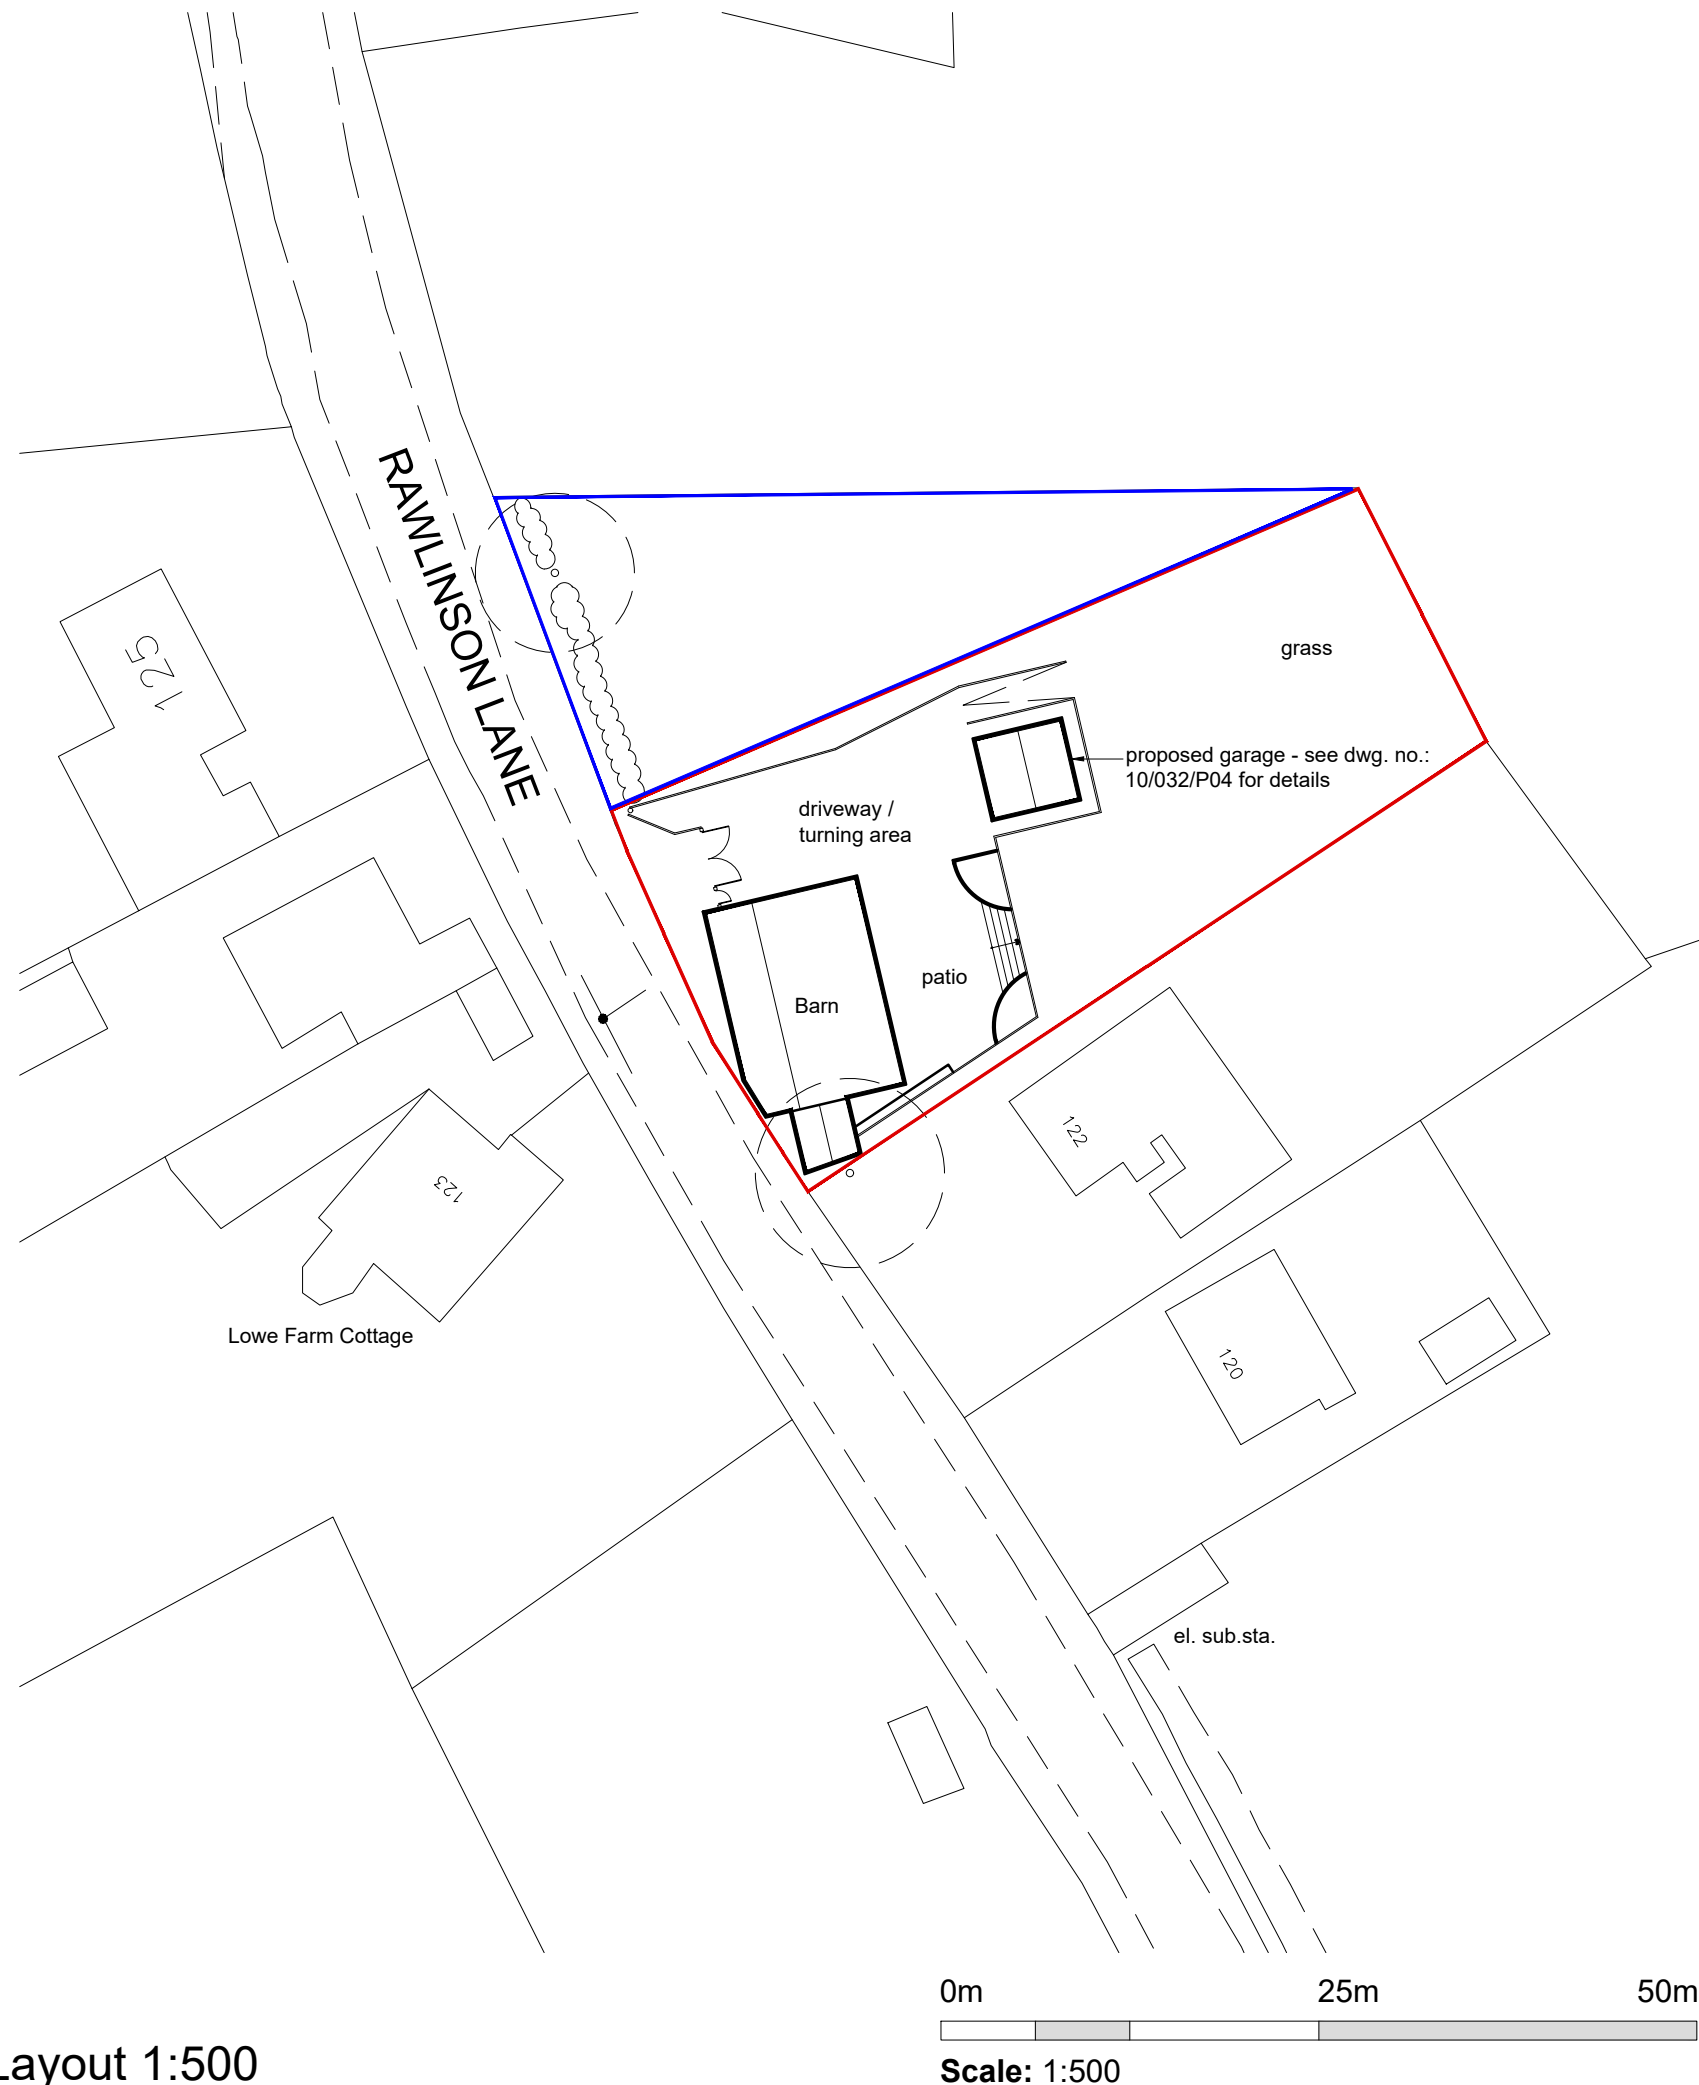 RAWLINSON LANE
125
grass
proposed garage - see dwg. no.:
10/032/P04 for details
driveway /
turning area
patio
Barn
122
123
Lowe Farm Cottage
120
el. sub.sta.
0m 25m 50m
Layout 1:500
Scale: 1:500